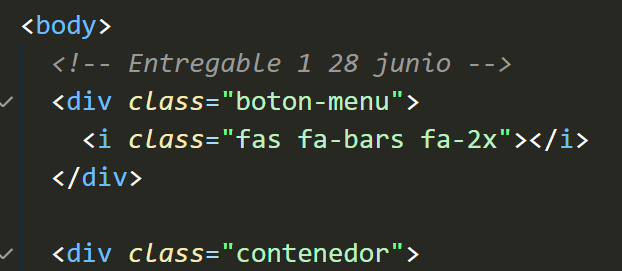 <body>
<!-- Entregable 1 28 junio -->
<div class="boton-menu">
<i class="fas fa-bars fa-2x"></i>
</div>
<div class="contenedor">